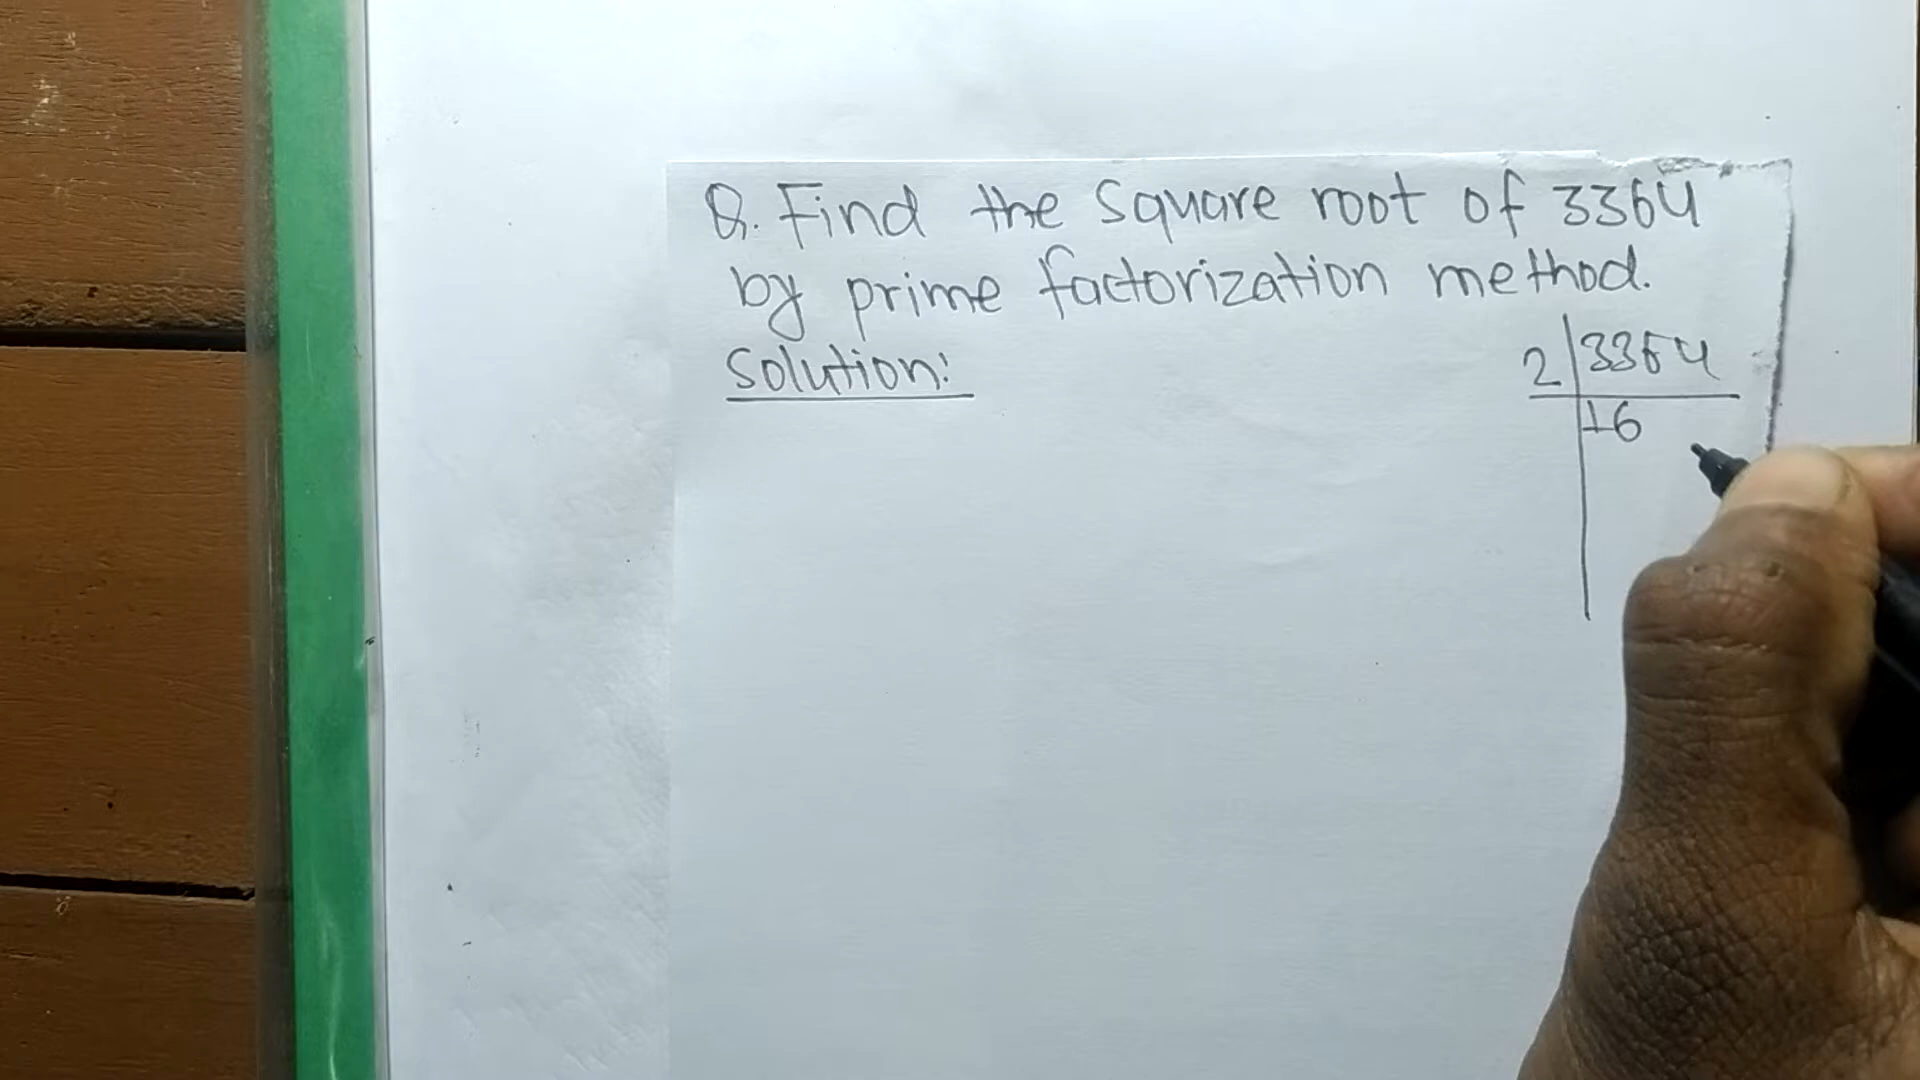 Q. Find the square root of 3364
by prime factorization method.
Solution:
2 3364
16